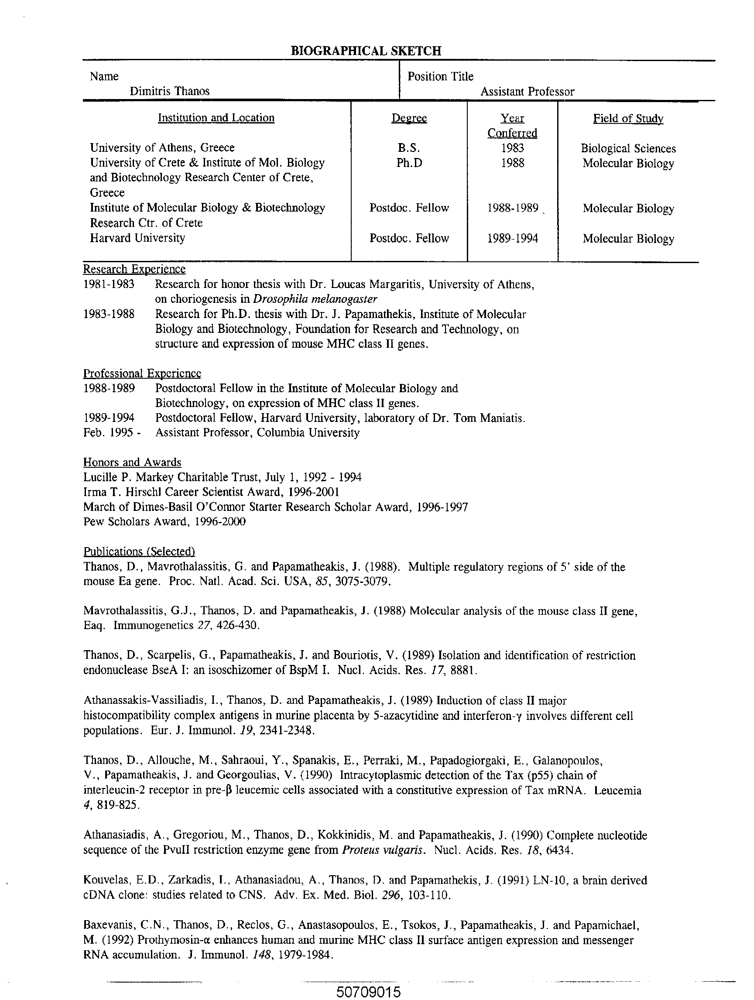 BIOGRAPHICAL SKETCH
Name
Position Title
Dimitris Thanos
Assistant Professor
Institution and Location
Degree
Year Conferred
Field of Study
University of Athens, Greece
B.S.
1983
Biological Sciences
University of Crete & Institute of Mol. Biology
Ph.D
1988
Molecular Biology
and Biotechnology Research Center of Crete,
Greece
Institute of Molecular Biology & Biotechnology
Postdoc. Fellow
1988-1989
Molecular Biology
Research Ctr. of Crete
Harvard University
Postdoc. Fellow
1989-1994
Molecular Biology
Research Experience
1981-1983 Research for honor thesis with Dr. Loucas Margaritis, University of Athens,
on choriogenesis in Drosophila melanogaster
1983-1988 Research for Ph.D. thesis with Dr. J. Papamathekis, Institute of Molecular
Biology and Biotechnology, Foundation for Research and Technology, on
structure and expression of mouse MHC class II genes.
Professional Experience
1988-1989 Postdoctoral Fellow in the Institute of Molecular Biology and
Biotechnology, on expression of MHC class II genes.
1989-1994 Postdoctoral Fellow, Harvard University, laboratory of Dr. Tom Maniatis.
Feb. 1995 - Assistant Professor, Columbia University
Honors and Awards
Lucille P. Markey Charitable Trust, July 1, 1992 - 1994
Irma T. Hirschl Career Scientist Award, 1996-2001
March of Dimes-Basil O'Connor Starter Research Scholar Award, 1996-1997
Pew Scholars Award, 1996-2000
Publications (Selected)
Thanos, D., Mavrothalassitis, G. and Papamatheakis, J. (1988). Multiple regulatory regions of 5' side of the
mouse Ea gene. Proc. Natl. Acad. Sci. USA, 85, 3075-3079.
Mavrothalassitis, G.J., Thanos, D. and Papamatheakis, J. (1988) Molecular analysis of the mouse class II gene,
Eaq. Immunogenetics 27, 426-430.
Thanos, D., Scarpelis, G., Papamatheakis, J. and Bouriotis, V. (1989) Isolation and identification of restriction
endonuclease BseA I: an isoschizomer of BspM I. Nucl. Acids. Res. 17, 8881.
Athanassakis-Vassiliadis, I., Thanos, D. and Papamatheakis, J. (1989) Induction of class II major
histocompatibility complex antigens in murine placenta by 5-azacytidine and interferon-γ involves different cell
populations. Eur. J. Immunol. 19, 2341-2348.
Thanos, D., Allouche, M., Sahraoui, Y., Spanakis, E., Perraki, M., Papadogiorgaki, E., Galanopoulos,
V., Papamatheakis, J. and Georgoulias, V. (1990) Intracytoplasmic detection of the Tax (p55) chain of
interleucin-2 receptor in pre-β leucemic cells associated with a constitutive expression of Tax mRNA. Leucemia
4, 819-825.
Athanasiadis, A., Gregoriou, M., Thanos, D., Kokkinidis, M. and Papamatheakis, J. (1990) Complete nucleotide
sequence of the PvuII restriction enzyme gene from Proteus vulgaris. Nucl. Acids. Res. 18, 6434.
Kouvelas, E.D., Zarkadis, I., Athanasiadou, A., Thanos, D. and Papamathekis, J. (1991) LN-10, a brain derived
cDNA clone: studies related to CNS. Adv. Ex. Med. Biol. 296, 103-110.
Baxevanis, C.N., Thanos, D., Reclos, G., Anastasopoulos, E., Tsokos, J., Papamatheakis, J. and Papamichael,
M. (1992) Prothymosin-α enhances human and murine MHC class II surface antigen expression and messenger
RNA accumulation. J. Immunol. 148, 1979-1984.
50709015